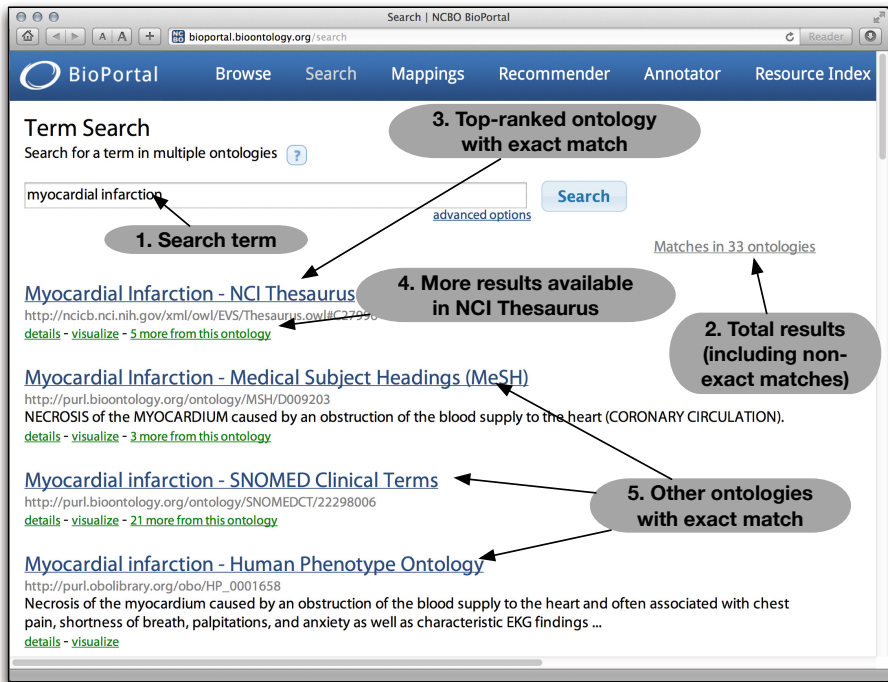 Search | NCBO BioPortal
A A + NCBO bioportal.bioontology.org/search Reader
BioPortal Browse Search Mappings Recommender Annotator Resource Index
Term Search
3. Top-ranked ontology
with exact match
Search for a term in multiple ontologies ?
myocardial infarction Search
advanced options
1. Search term
Matches in 33 ontologies
Myocardial Infarction - NCI Thesaurus
4. More results available
in NCI Thesaurus
http://ncicb.nci.nih.gov/xml/owl/EVS/Thesaurus.owl#C27996
details - visualize - 5 more from this ontology
2. Total results
(including non-
exact matches)
Myocardial Infarction - Medical Subject Headings (MeSH)
http://purl.bioontology.org/ontology/MSH/D009203
NECROSIS of the MYOCARDIUM caused by an obstruction of the blood supply to the heart (CORONARY CIRCULATION).
details - visualize - 3 more from this ontology
Myocardial infarction - SNOMED Clinical Terms
http://purl.bioontology.org/ontology/SNOMEDCT/22298006
details - visualize - 21 more from this ontology
5. Other ontologies
with exact match
Myocardial infarction - Human Phenotype Ontology
http://purl.obolibrary.org/obo/HP_0001658
Necrosis of the myocardium caused by an obstruction of the blood supply to the heart and often associated with chest
pain, shortness of breath, palpitations, and anxiety as well as characteristic EKG findings ...
details - visualize